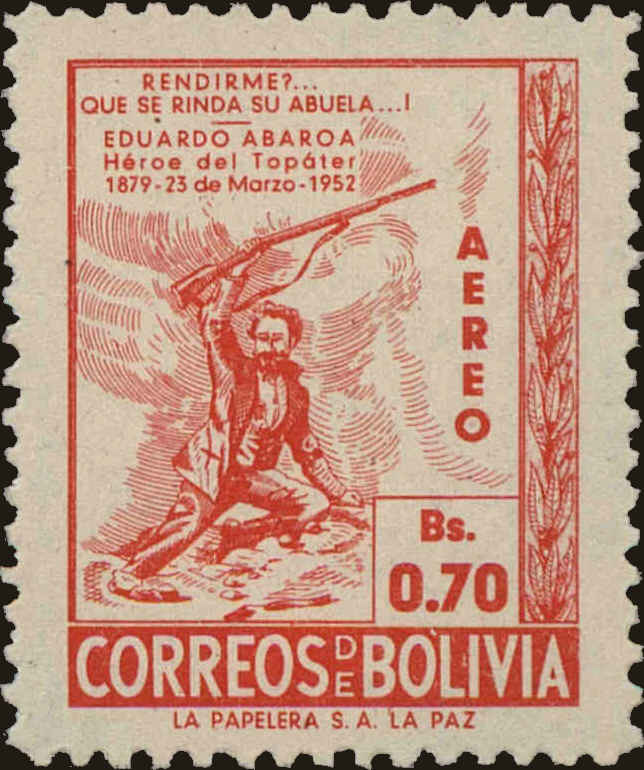 RENDIRME?...
QUE SE RINDA SU ABUELA...!
EDUARDO ABAROA
Héroe del Topáter
1879-23 de Marzo-1952
AEREO
Bs.
0.70
CORREOS DE BOLIVIA
LA PAPELERA S. A. LA PAZ